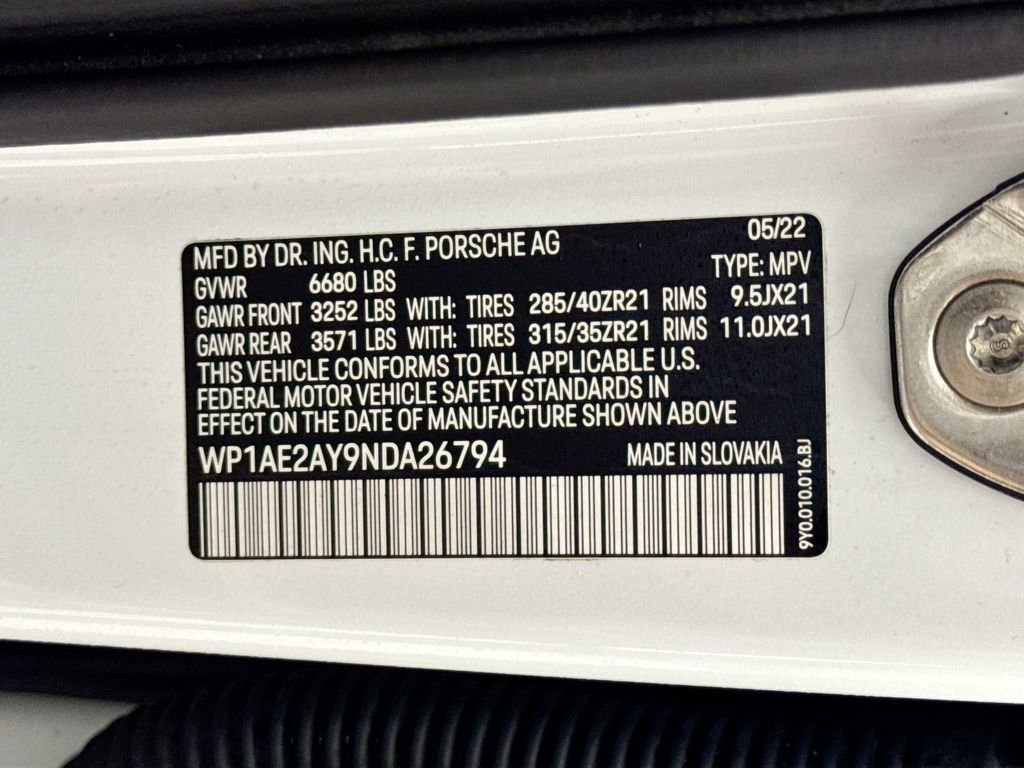 MFD BY DR. ING. H.C. F. PORSCHE AG 05/22
GVWR 6680 LBS TYPE: MPV
GAWR FRONT 3252 LBS WITH: TIRES 285/40ZR21 RIMS 9.5JX21
GAWR REAR 3571 LBS WITH: TIRES 315/35ZR21 RIMS 11.0JX21
THIS VEHICLE CONFORMS TO ALL APPLICABLE U.S.
FEDERAL MOTOR VEHICLE SAFETY STANDARDS IN
EFFECT ON THE DATE OF MANUFACTURE SHOWN ABOVE
WP1AE2AY9NDA26794 MADE IN SLOVAKIA
9Y0.010.016.BJ